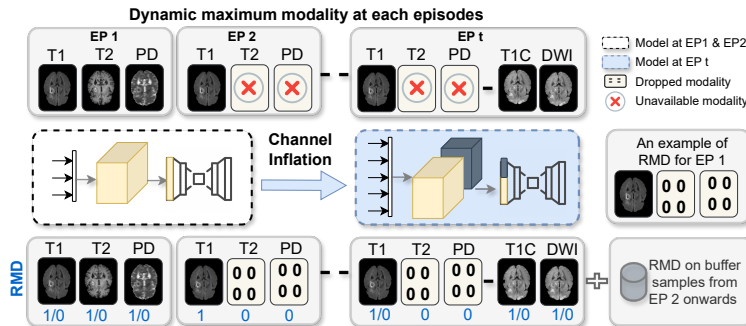 Dynamic maximum modality at each episodes
EP 1
T1 T2 PD
EP 2
T1 T2 PD
EP t
T1 T2 PD T1C DWI
Model at EP1 & EP2
Model at EP t
Dropped modality
Unavailable modality
Channel
Inflation
An example of
RMD for EP 1
0 0
0 0
0 0
0 0
RMD
T1 T2 PD
1/0 1/0 1/0
T1 T2 PD
0 0
0 0
0 0
0 0
1 0 0
T1 T2 PD T1C DWI
0 0
0 0
0 0
0 0
1/0 0 0 1/0 1/0
RMD on buffer
samples from
EP 2 onwards